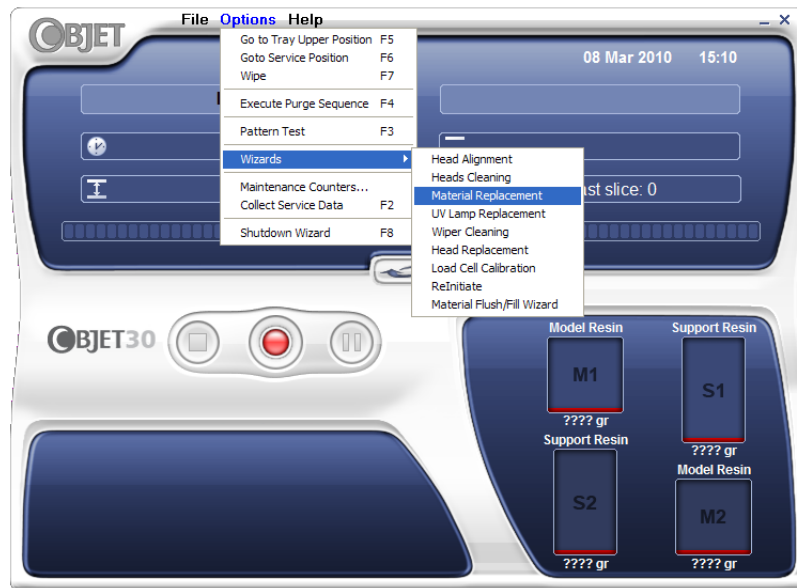 OBJET
File Options Help
08 Mar 2010 15:10
Go to Tray Upper Position F5
Goto Service Position F6
Wipe F7
Execute Purge Sequence F4
Pattern Test F3
Wizards
Maintenance Counters...
Collect Service Data F2
Shutdown Wizard F8
Head Alignment
Heads Cleaning
Material Replacement
UV Lamp Replacement
Wiper Cleaning
Head Replacement
Load Cell Calibration
ReInitiate
Material Flush/Fill Wizard
slice: 0
OBJET30
Model Resin
M1
???? gr
Support Resin
S1
???? gr
Support Resin
S2
???? gr
Model Resin
M2
???? gr